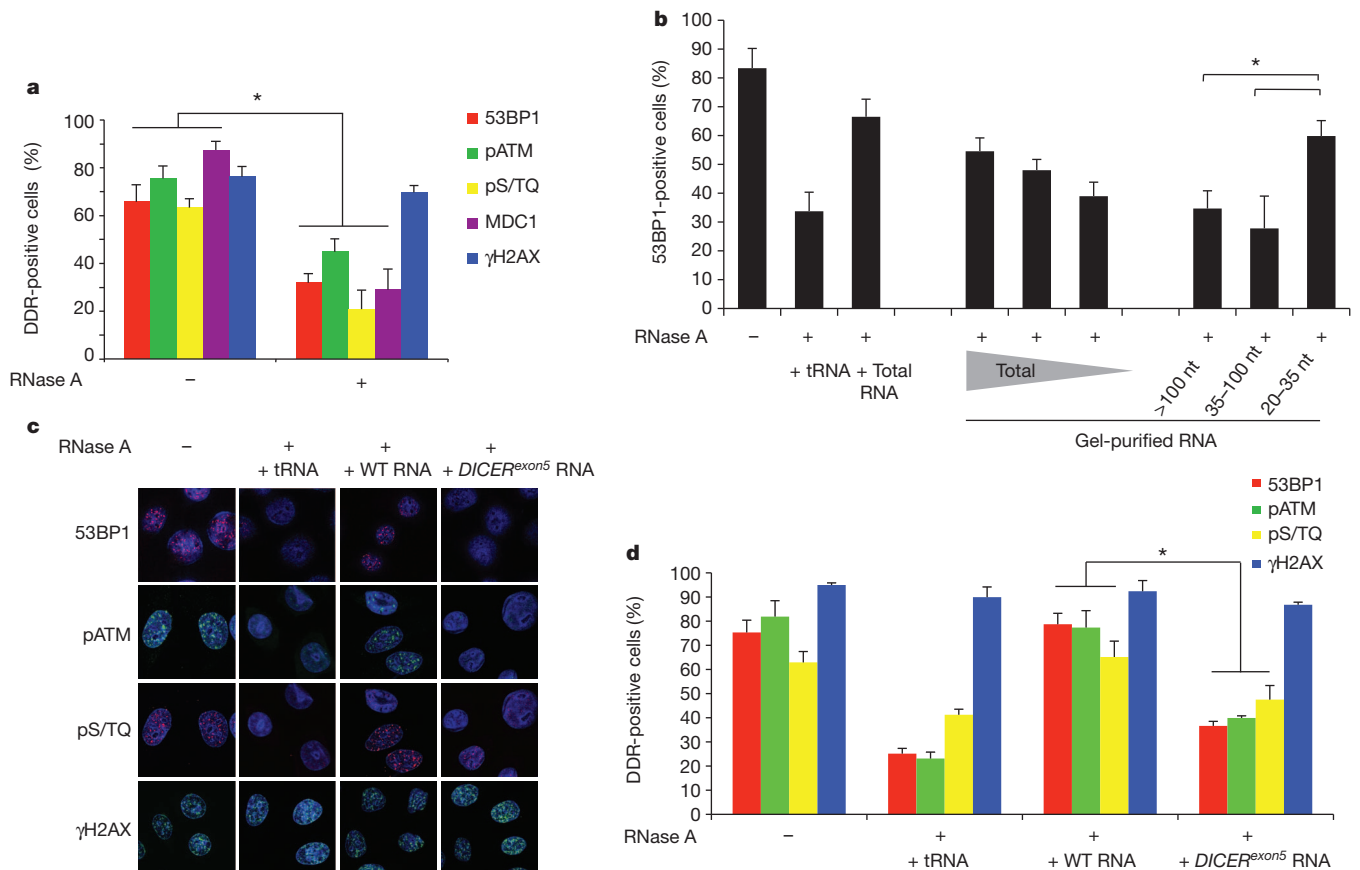 a
DDR-positive cells (%)
100
80
60
40
20
0
RNase A
–
+
*
53BP1
pATM
pS/TQ
MDC1
γH2AX
b
53BP1-positive cells (%)
100
90
80
70
60
50
40
30
20
10
0
*
RNase A
– + + + + + + + +
+ tRNA + Total RNA
Total
>100 nt
35–100 nt
20–35 nt
Gel-purified RNA
c
RNase A
– + + +
+ tRNA + WT RNA + DICERexon5 RNA
53BP1
pATM
pS/TQ
γH2AX
d
53BP1
pATM
pS/TQ
γH2AX
DDR-positive cells (%)
100
90
80
70
60
50
40
30
20
10
0
*
RNase A
– + + +
+ tRNA + WT RNA + DICERexon5 RNA